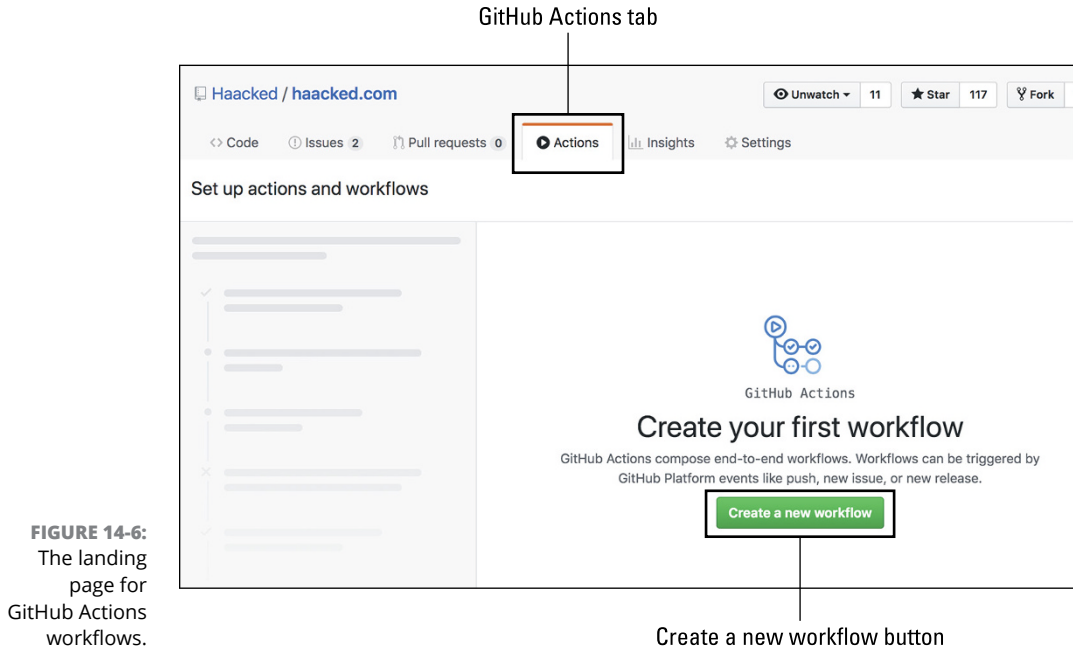 GitHub Actions tab
Haacked / haacked.com
Unwatch 11 Star 117 Fork
Code Issues 2 Pull requests 0 Actions Insights Settings
Set up actions and workflows
GitHub Actions
Create your first workflow
GitHub Actions compose end-to-end workflows. Workflows can be triggered by
GitHub Platform events like push, new issue, or new release.
Create a new workflow
FIGURE 14-6:
The landing
page for
GitHub Actions
workflows.
Create a new workflow button